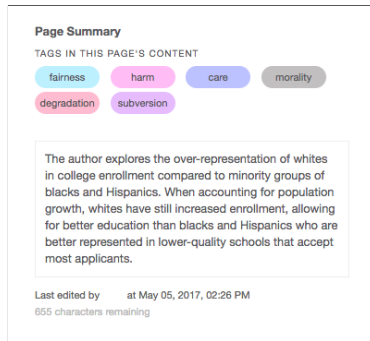 Page Summary
TAGS IN THIS PAGE'S CONTENT
fairness harm care morality
degradation subversion
The author explores the over-representation of whites
in college enrollment compared to minority groups of
blacks and Hispanics. When accounting for population
growth, whites have still increased enrollment, allowing
for better education than blacks and Hispanics who are
better represented in lower-quality schools that accept
most applicants.
Last edited by at May 05, 2017, 02:26 PM
655 characters remaining